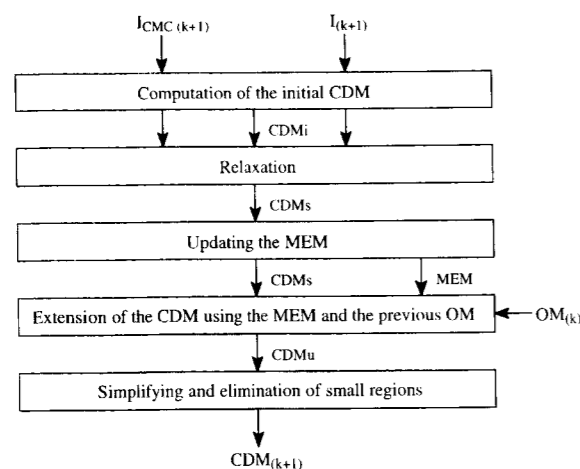 I_CMC (k+1) I_(k+1)
Computation of the initial CDM
CDMi
Relaxation
CDMs
Updating the MEM
CDMs MEM
Extension of the CDM using the MEM and the previous OM OM_(k)
CDMu
Simplifying and elimination of small regions
CDM_(k+1)